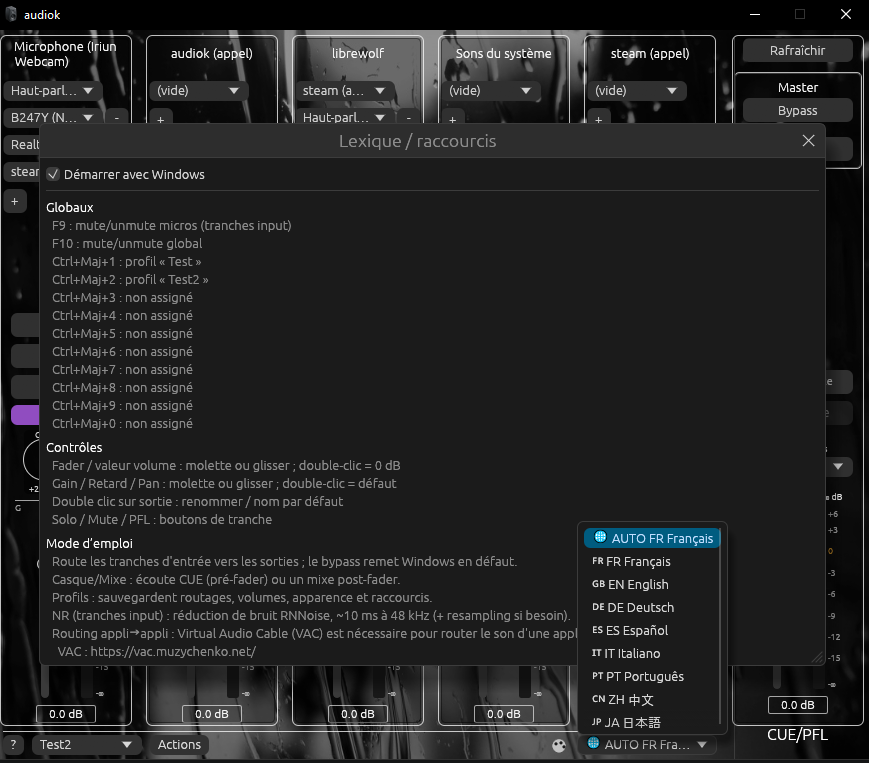 audiok
Microphone (Iriun Webcam)
audiok (appel)
librewolf
Sons du système
steam (appel)
Rafraîchir
Master
Haut-parl...
(vide)
steam (a...
(vide)
(vide)
Bypass
B247Y (N...
-
+
Haut-parl...
-
+
+
Lexique / raccourcis
Démarrer avec Windows
Globaux
F9 : mute/unmute micros (tranches input)
F10 : mute/unmute global
Ctrl+Maj+1 : profil « Test »
Ctrl+Maj+2 : profil « Test2 »
Ctrl+Maj+3 : non assigné
Ctrl+Maj+4 : non assigné
Ctrl+Maj+5 : non assigné
Ctrl+Maj+6 : non assigné
Ctrl+Maj+7 : non assigné
Ctrl+Maj+8 : non assigné
Ctrl+Maj+9 : non assigné
Ctrl+Maj+0 : non assigné
Contrôles
Fader / valeur volume : molette ou glisser ; double-clic = 0 dB
Gain / Retard / Pan : molette ou glisser ; double-clic = défaut
Double clic sur sortie : renommer / nom par défaut
Solo / Mute / PFL : boutons de tranche
Mode d'emploi
Route les tranches d'entrée vers les sorties ; le bypass remet Windows en défaut.
Casque/Mixe : écoute CUE (pré-fader) ou un mixe post-fader.
Profils : sauvegardent routages, volumes, apparence et raccourcis.
NR (tranches input) : réduction de bruit RNNoise, ~10 ms à 48 kHz (+ resampling si besoin).
Routing appli→appli : Virtual Audio Cable (VAC) est nécessaire pour router le son d'une appl
VAC : https://vac.muzychenko.net/
AUTO FR Français
FR FR Français
GB EN English
DE DE Deutsch
ES ES Español
IT IT Italiano
PT PT Português
CN ZH 中文
JP JA 日本語
dB
+6
+3
0
-3
-6
-9
-12
-15
-∞
-15
-∞
-15
-∞
-15
-∞
-15
-∞
0.0 dB
0.0 dB
0.0 dB
0.0 dB
0.0 dB
CUE/PFL
?
Test2
Actions
AUTO FR Fra...